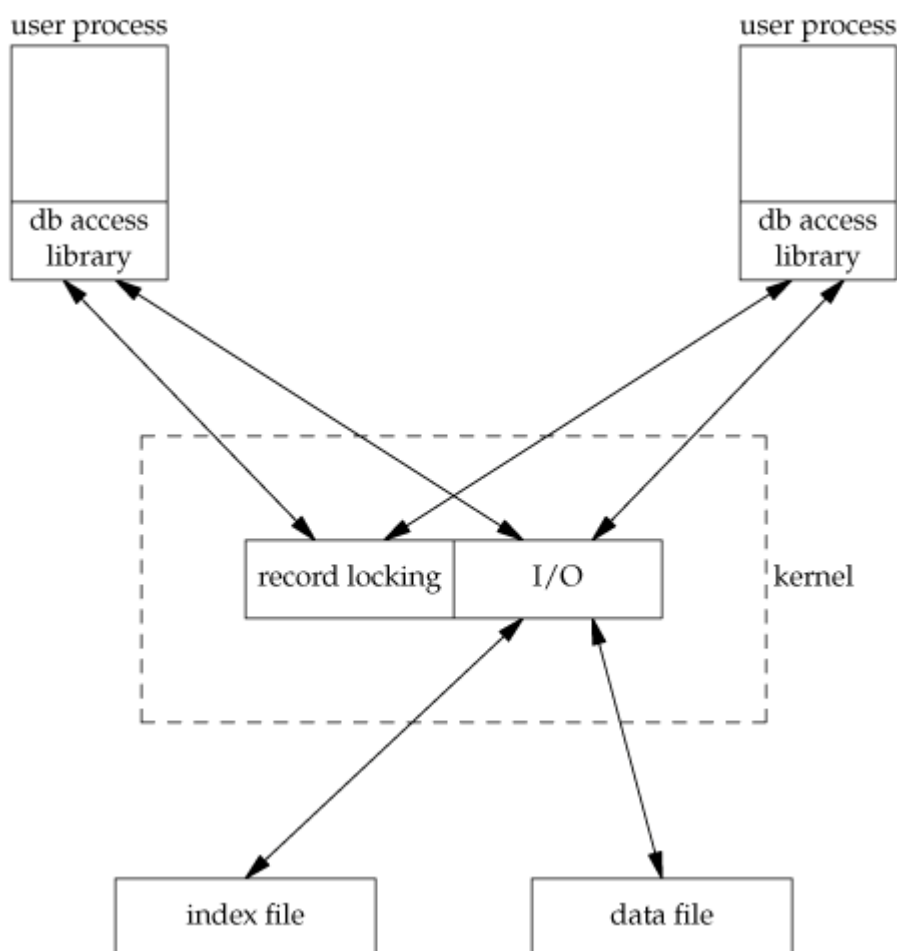 user process
user process
db access
library
db access
library
record locking
I/O
kernel
index file
data file